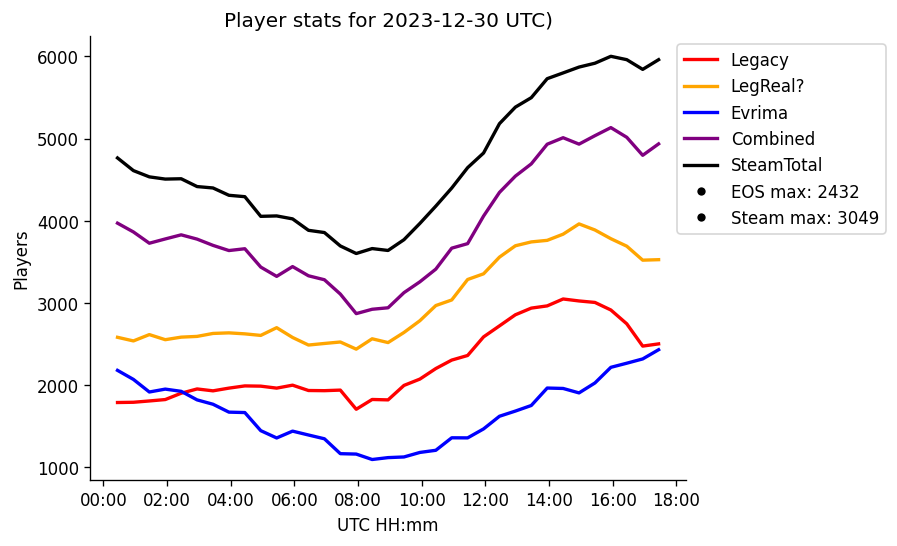 Player stats for 2023-12-30 UTC)
6000
5000
4000
3000
2000
1000
Players
00:00 02:00 04:00 06:00 08:00 10:00 12:00 14:00 16:00 18:00
UTC HH:mm
Legacy
LegReal?
Evrima
Combined
SteamTotal
EOS max: 2432
Steam max: 3049